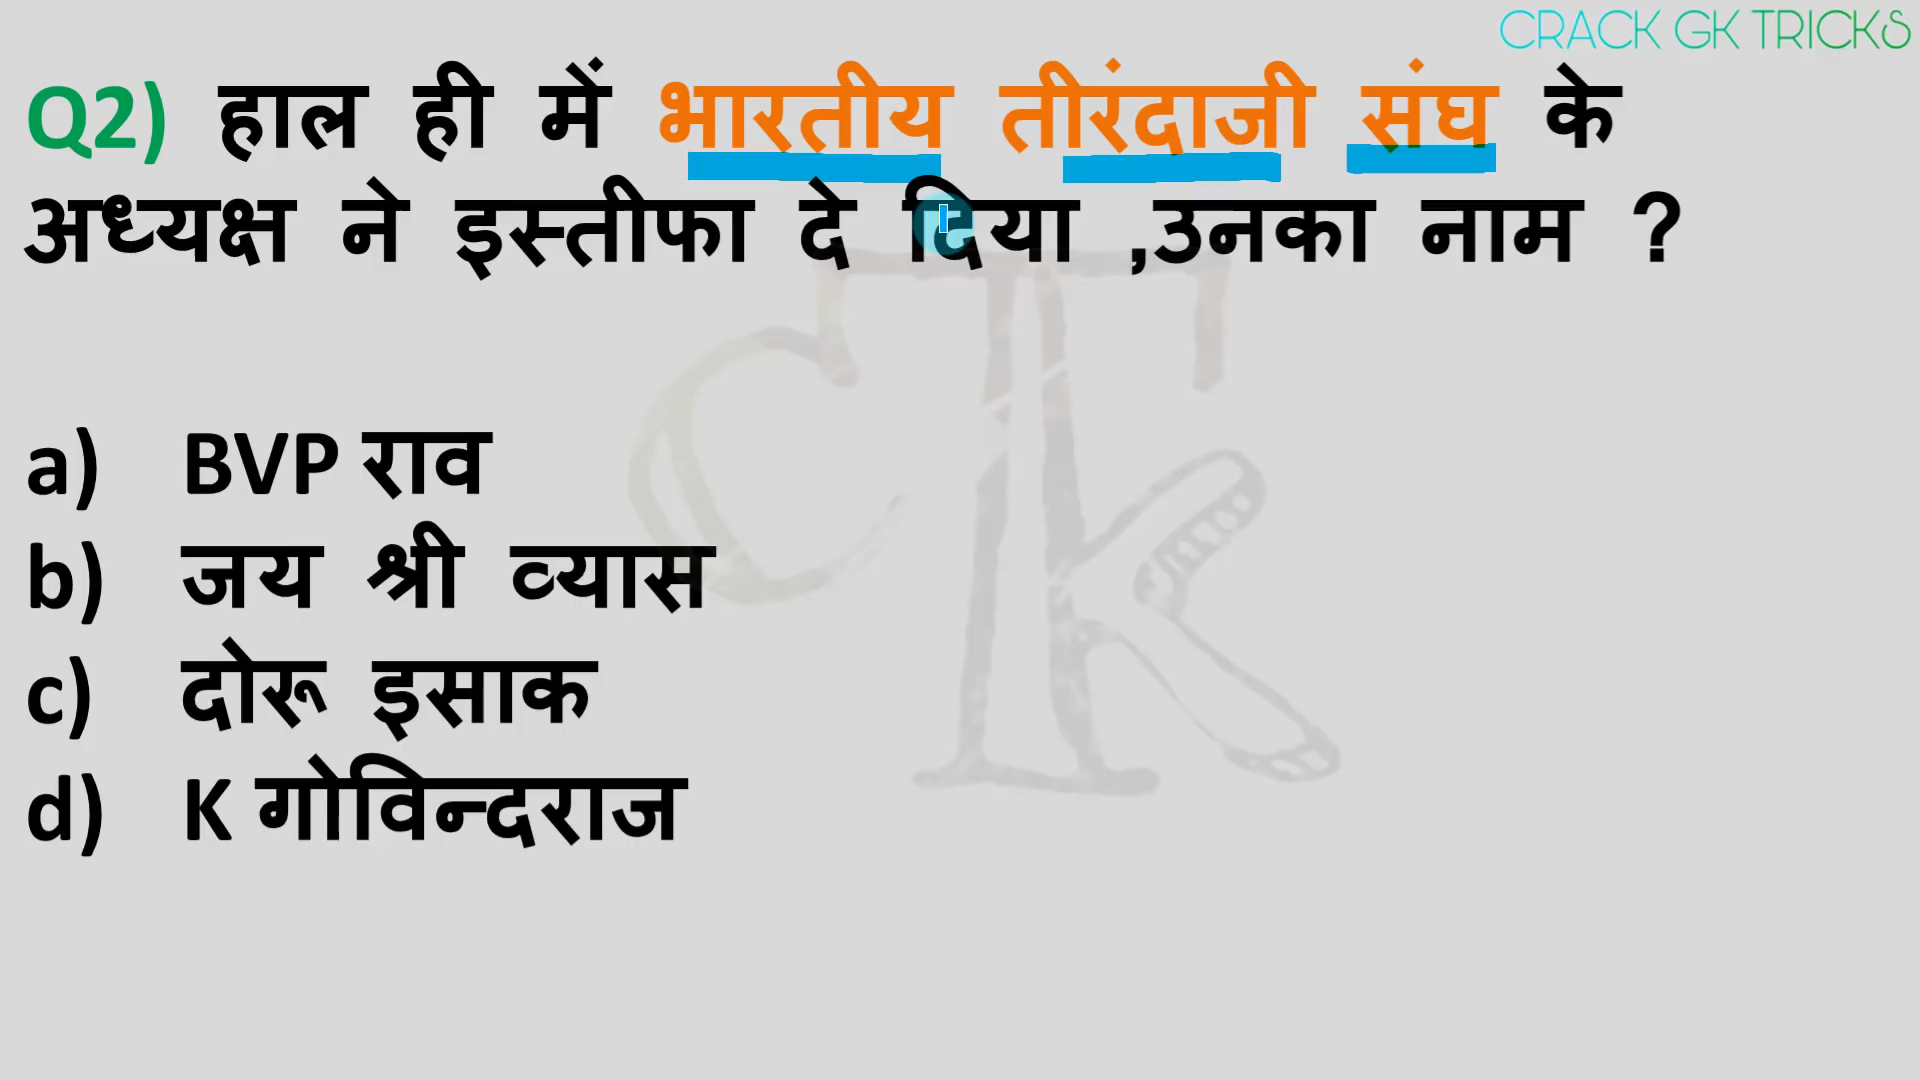 CRACK GK TRICKS
Q2) हाल ही में भारतीय तीरंदाजी संघ के
अध्यक्ष ने इस्तीफा दे दिया ,उनका नाम ?
a) BVP राव
b) जय श्री व्यास
c) दोरू इसाक
d) K गोविन्दराज